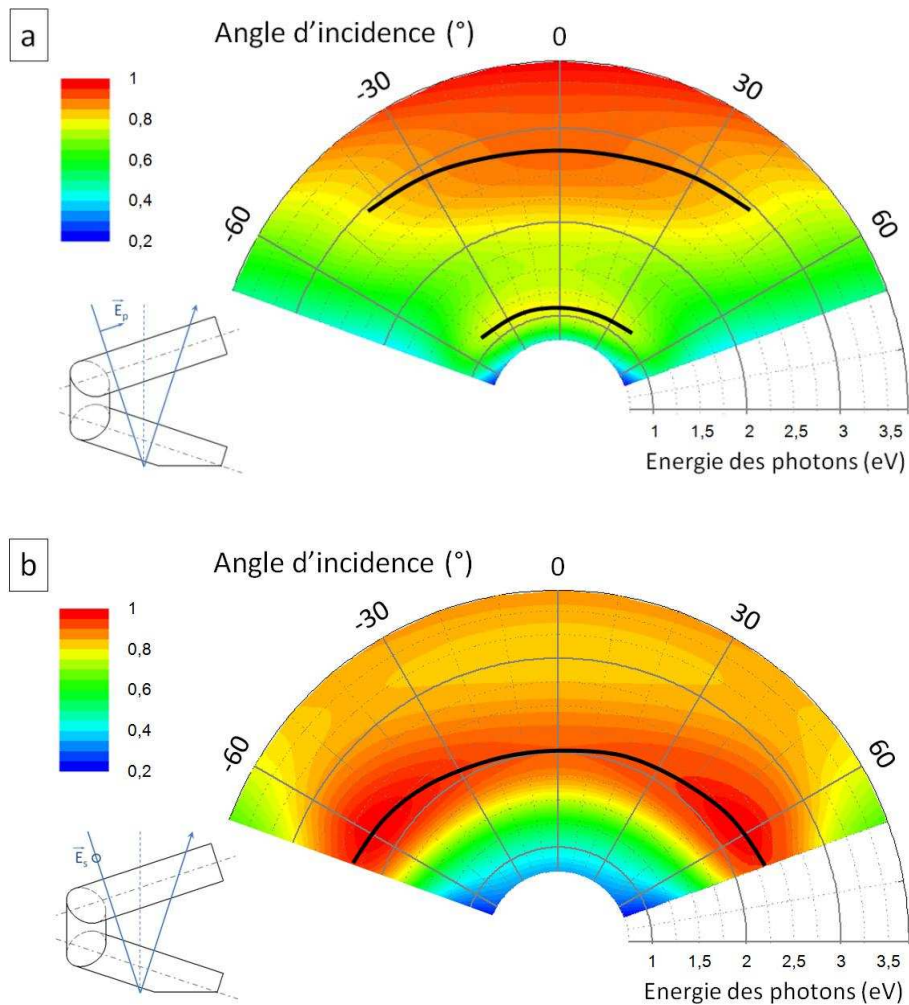 a
Angle d'incidence (°)
0
-30
30
-60
60
1
0,8
0,6
0,4
0,2
E_p
1 1,5 2 2,5 3 3,5
Energie des photons (eV)
b
Angle d'incidence (°)
0
-30
30
-60
60
1
0,8
0,6
0,4
0,2
E_s
1 1,5 2 2,5 3 3,5
Energie des photons (eV)